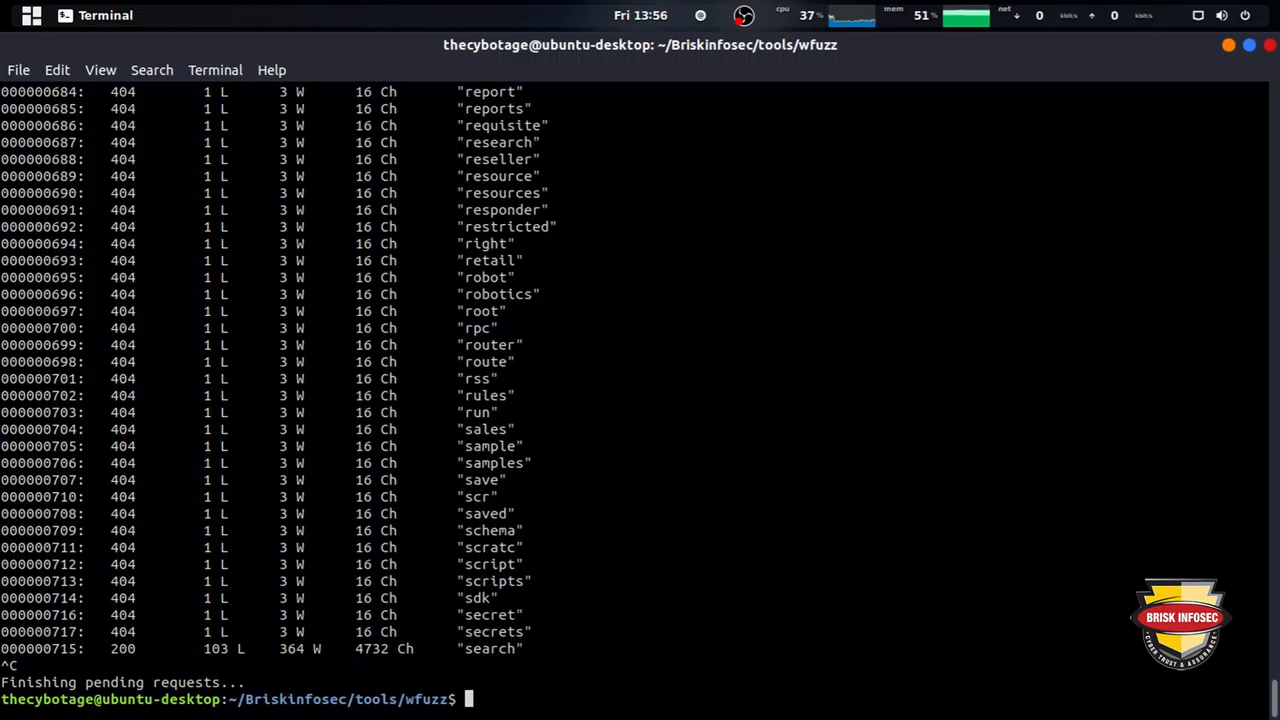 Terminal Fri 13:56 cpu 37% mem 51% net 0 kbit/s 0 kbit/s
thecybotage@ubuntu-desktop: ~/Briskinfosec/tools/wfuzz
File Edit View Search Terminal Help
000000684: 404 1 L 3 W 16 Ch "report"
000000685: 404 1 L 3 W 16 Ch "reports"
000000686: 404 1 L 3 W 16 Ch "requisite"
000000687: 404 1 L 3 W 16 Ch "research"
000000688: 404 1 L 3 W 16 Ch "reseller"
000000689: 404 1 L 3 W 16 Ch "resource"
000000690: 404 1 L 3 W 16 Ch "resources"
000000691: 404 1 L 3 W 16 Ch "responder"
000000692: 404 1 L 3 W 16 Ch "restricted"
000000694: 404 1 L 3 W 16 Ch "right"
000000693: 404 1 L 3 W 16 Ch "retail"
000000695: 404 1 L 3 W 16 Ch "robot"
000000696: 404 1 L 3 W 16 Ch "robotics"
000000697: 404 1 L 3 W 16 Ch "root"
000000700: 404 1 L 3 W 16 Ch "rpc"
000000699: 404 1 L 3 W 16 Ch "router"
000000698: 404 1 L 3 W 16 Ch "route"
000000701: 404 1 L 3 W 16 Ch "rss"
000000702: 404 1 L 3 W 16 Ch "rules"
000000703: 404 1 L 3 W 16 Ch "run"
000000704: 404 1 L 3 W 16 Ch "sales"
000000705: 404 1 L 3 W 16 Ch "sample"
000000706: 404 1 L 3 W 16 Ch "samples"
000000707: 404 1 L 3 W 16 Ch "save"
000000710: 404 1 L 3 W 16 Ch "scr"
000000708: 404 1 L 3 W 16 Ch "saved"
000000709: 404 1 L 3 W 16 Ch "schema"
000000711: 404 1 L 3 W 16 Ch "scratc"
000000712: 404 1 L 3 W 16 Ch "script"
000000713: 404 1 L 3 W 16 Ch "scripts"
000000714: 404 1 L 3 W 16 Ch "sdk"
000000716: 404 1 L 3 W 16 Ch "secret"
000000717: 404 1 L 3 W 16 Ch "secrets"
000000715: 200 103 L 364 W 4732 Ch "search"
^C
Finishing pending requests...
thecybotage@ubuntu-desktop:~/Briskinfosec/tools/wfuzz$
BRISK INFOSEC
CYBER TRUST & ASSURANCE